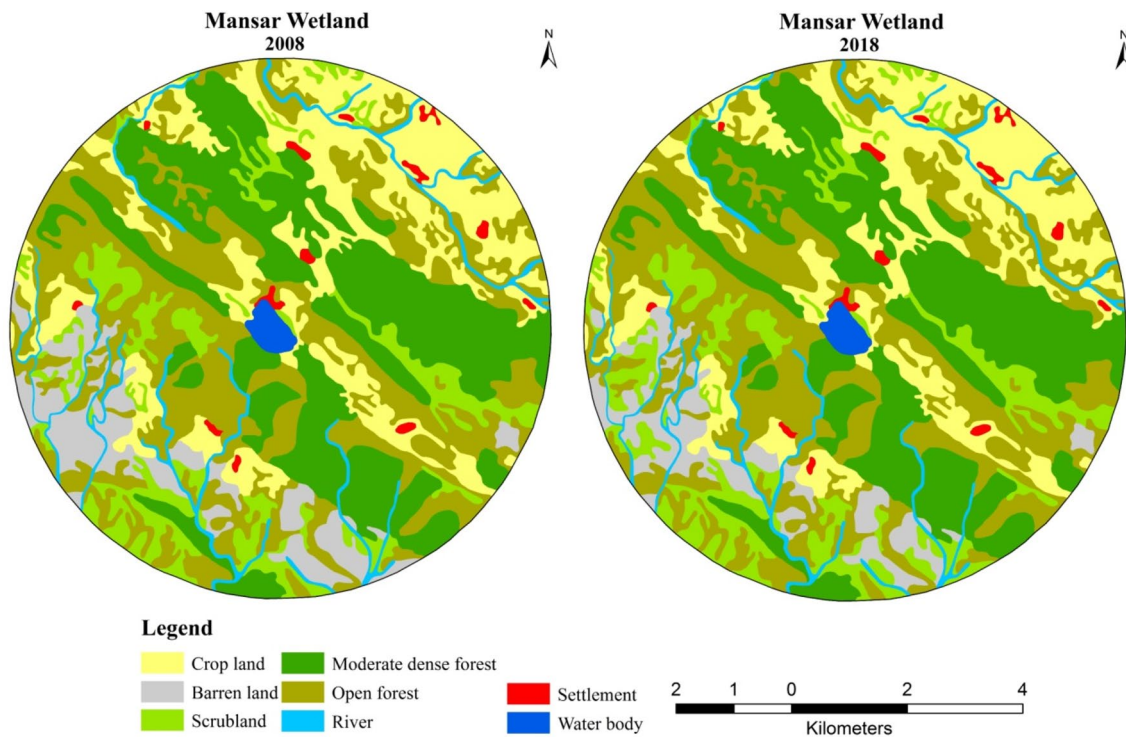 Mansar Wetland
2008
N
Mansar Wetland
2018
N
Legend
Crop land
Moderate dense forest
Barren land
Open forest
Settlement
Scrubland
River
Water body
2 1 0 2 4
Kilometers